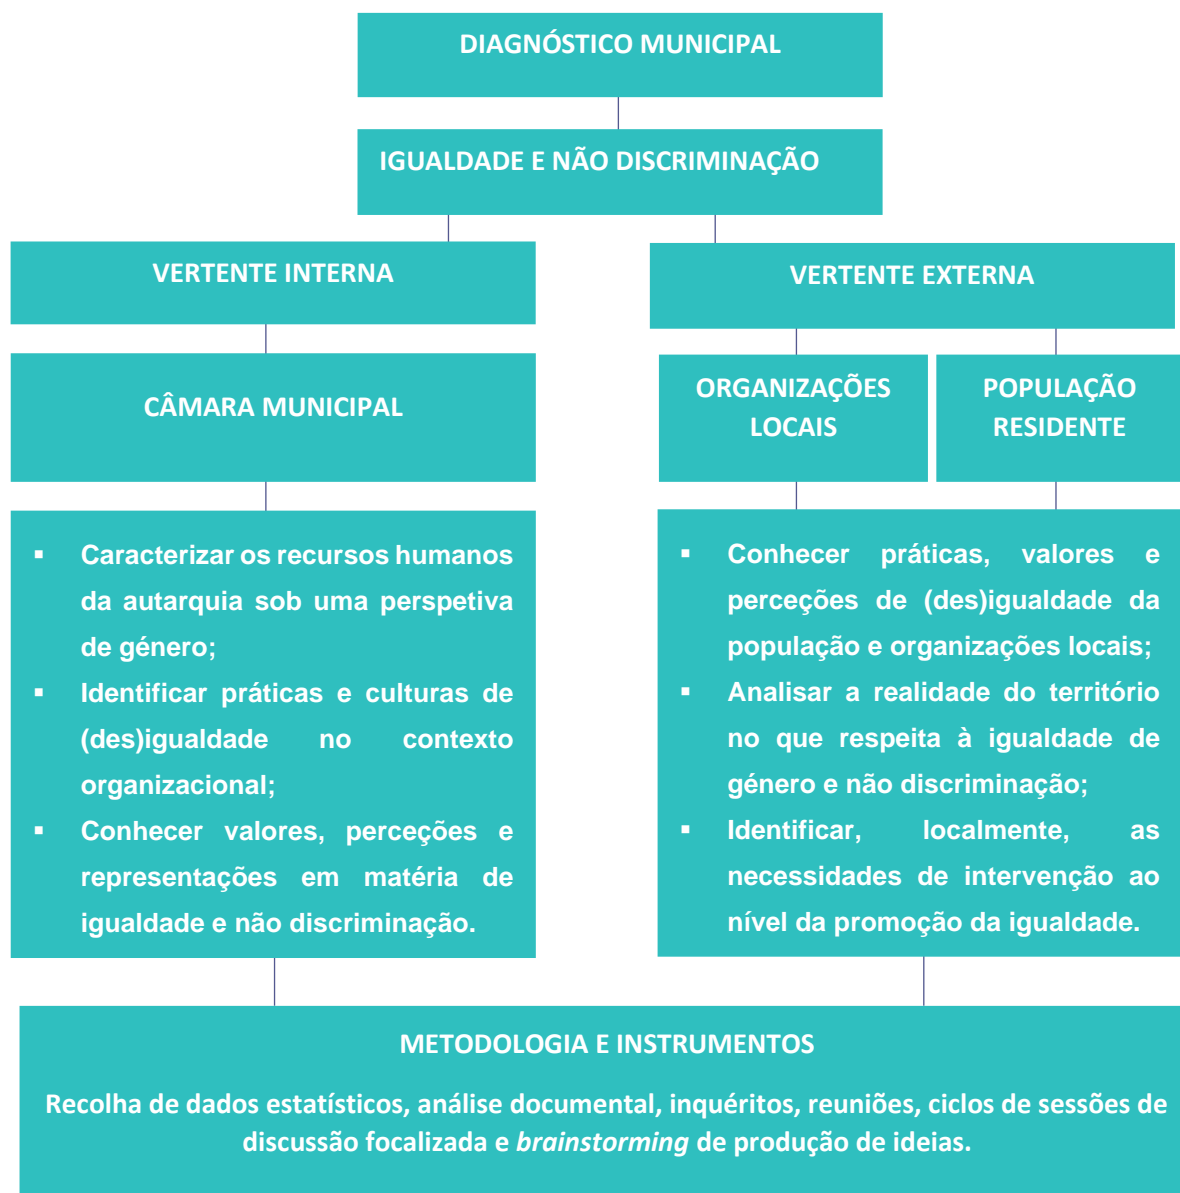 DIAGNÓSTICO MUNICIPAL
IGUALDADE E NÃO DISCRIMINAÇÃO
VERTENTE INTERNA
VERTENTE EXTERNA
CÂMARA MUNICIPAL
ORGANIZAÇÕES
LOCAIS
POPULAÇÃO
RESIDENTE
▪ Caracterizar os recursos humanos
da autarquia sob uma perspetiva
de género;
▪ Identificar práticas e culturas de
(des)igualdade no contexto
organizacional;
▪ Conhecer valores, perceções e
representações em matéria de
igualdade e não discriminação.
▪ Conhecer práticas, valores e
perceções de (des)igualdade da
população e organizações locais;
▪ Analisar a realidade do território
no que respeita à igualdade de
género e não discriminação;
▪ Identificar, localmente, as
necessidades de intervenção ao
nível da promoção da igualdade.
METODOLOGIA E INSTRUMENTOS
Recolha de dados estatísticos, análise documental, inquéritos, reuniões, ciclos de sessões de
discussão focalizada e brainstorming de produção de ideias.